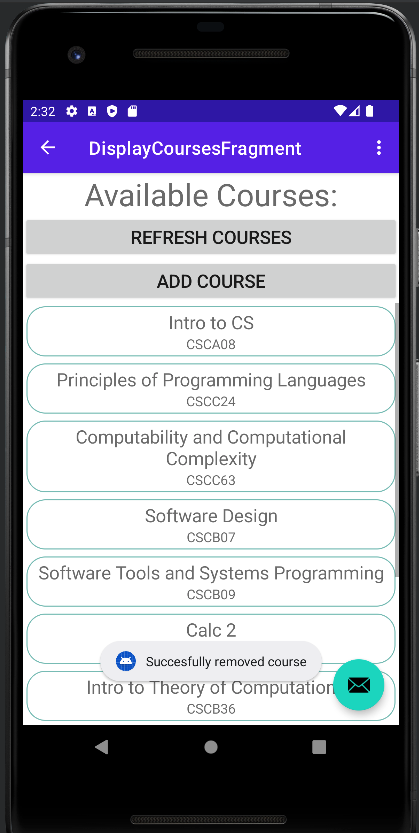 2:32
DisplayCoursesFragment
Available Courses:
REFRESH COURSES
ADD COURSE
Intro to CS
CSCA08
Principles of Programming Languages
CSCC24
Computability and Computational
Complexity
CSCC63
Software Design
CSCB07
Software Tools and Systems Programming
CSCB09
Calc 2
Succesfully removed course
Intro to Theory of Computation
CSCB36